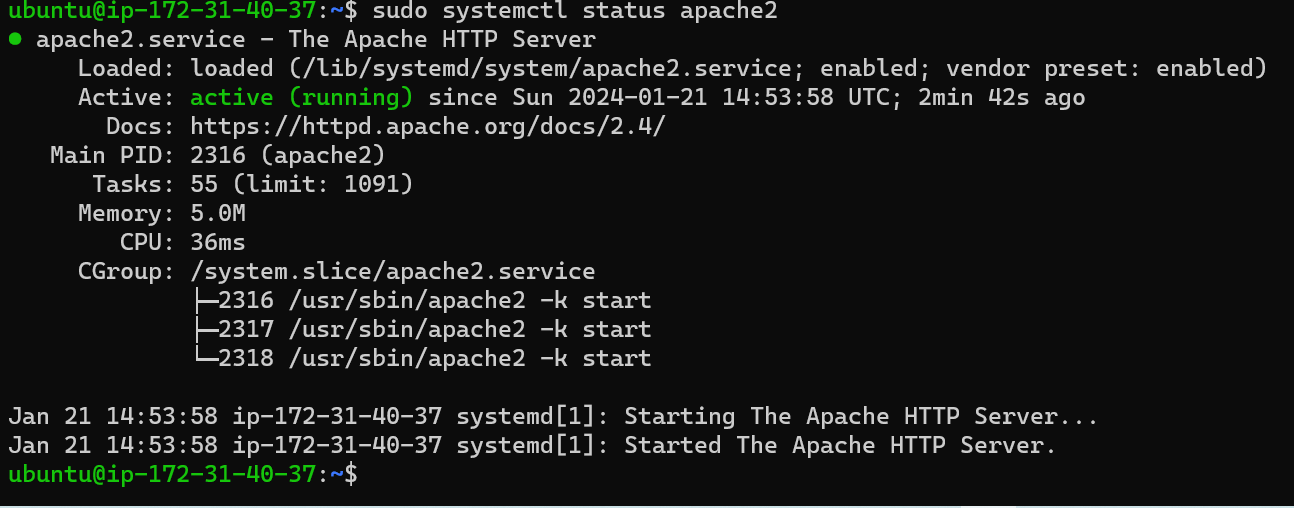 ubuntu@ip-172-31-40-37:~$ sudo systemctl status apache2
● apache2.service - The Apache HTTP Server
     Loaded: loaded (/lib/systemd/system/apache2.service; enabled; vendor preset: enabled)
     Active: active (running) since Sun 2024-01-21 14:53:58 UTC; 2min 42s ago
       Docs: https://httpd.apache.org/docs/2.4/
   Main PID: 2316 (apache2)
      Tasks: 55 (limit: 1091)
     Memory: 5.0M
        CPU: 36ms
     CGroup: /system.slice/apache2.service
             ├─2316 /usr/sbin/apache2 -k start
             ├─2317 /usr/sbin/apache2 -k start
             └─2318 /usr/sbin/apache2 -k start

Jan 21 14:53:58 ip-172-31-40-37 systemd[1]: Starting The Apache HTTP Server...
Jan 21 14:53:58 ip-172-31-40-37 systemd[1]: Started The Apache HTTP Server.
ubuntu@ip-172-31-40-37:~$